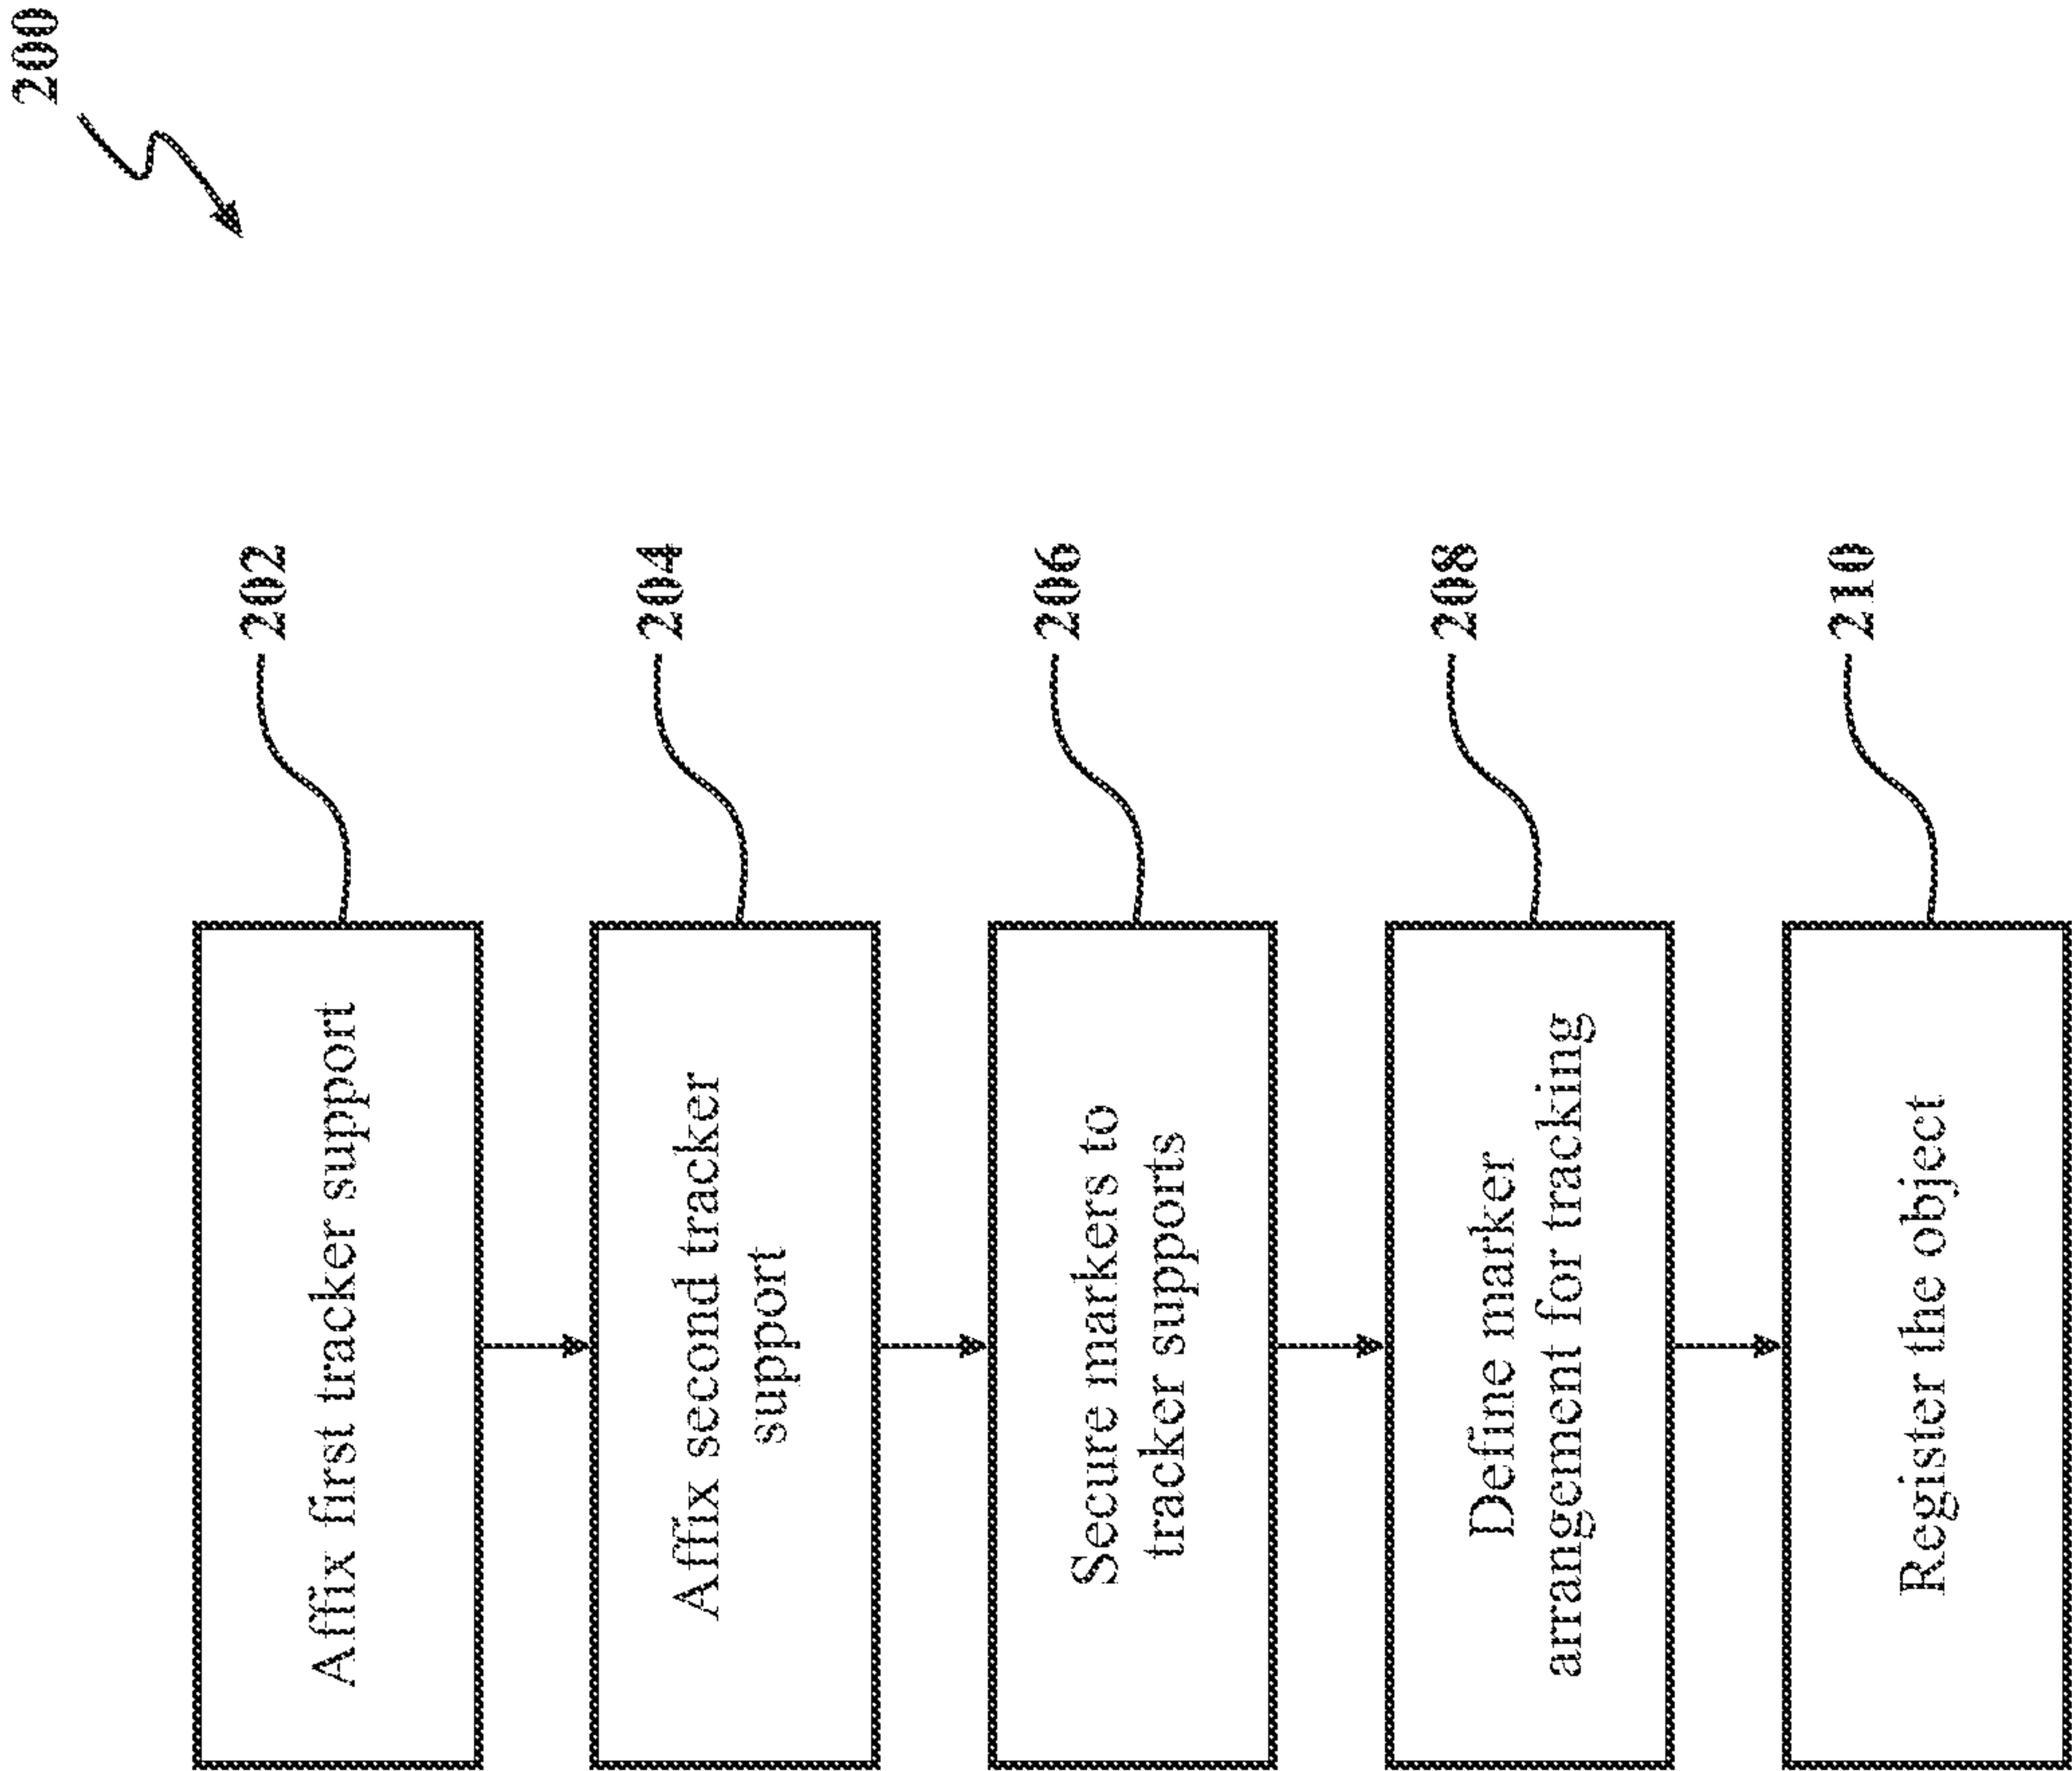 200
Affix first tracker support
202
Affix second tracker
support
204
Secure markers to
tracker supports
206
Define marker
arrangement for tracking
208
Register the object
210